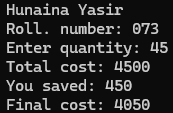 Hunaina Yasir
Roll. number: 073
Enter quantity: 45
Total cost: 4500
You saved: 450
Final cost: 4050